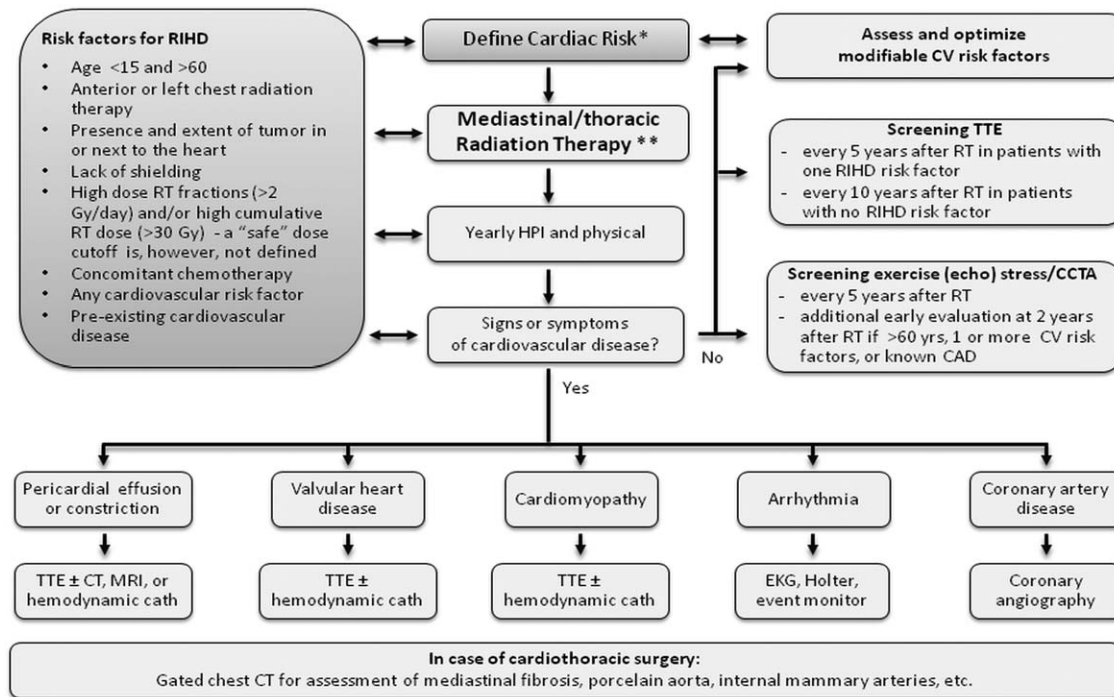 Risk factors for RIHD
• Age <15 and >60
• Anterior or left chest radiation
therapy
• Presence and extent of tumor in
or next to the heart
• Lack of shielding
• High dose RT fractions (>2
Gy/day) and/or high cumulative
RT dose (>30 Gy) - a “safe” dose
cutoff is, however, not defined
• Concomitant chemotherapy
• Any cardiovascular risk factor
• Pre-existing cardiovascular
disease
Define Cardiac Risk*
Mediastinal/thoracic
Radiation Therapy **
Yearly HPI and physical
Signs or symptoms
of cardiovascular disease?
No
Yes
Assess and optimize
modifiable CV risk factors
Screening TTE
- every 5 years after RT in patients with
one RIHD risk factor
- every 10 years after RT in patients
with no RIHD risk factor
Screening exercise (echo) stress/CCTA
- every 5 years after RT
- additional early evaluation at 2 years
after RT if >60 yrs, 1 or more CV risk
factors, or known CAD
Pericardial effusion
or constriction
Valvular heart
disease
Cardiomyopathy
Arrhythmia
Coronary artery
disease
TTE ± CT, MRI, or
hemodynamic cath
TTE ±
hemodynamic cath
TTE ±
hemodynamic cath
EKG, Holter,
event monitor
Coronary
angiography
In case of cardiothoracic surgery:
Gated chest CT for assessment of mediastinal fibrosis, porcelain aorta, internal mammary arteries, etc.